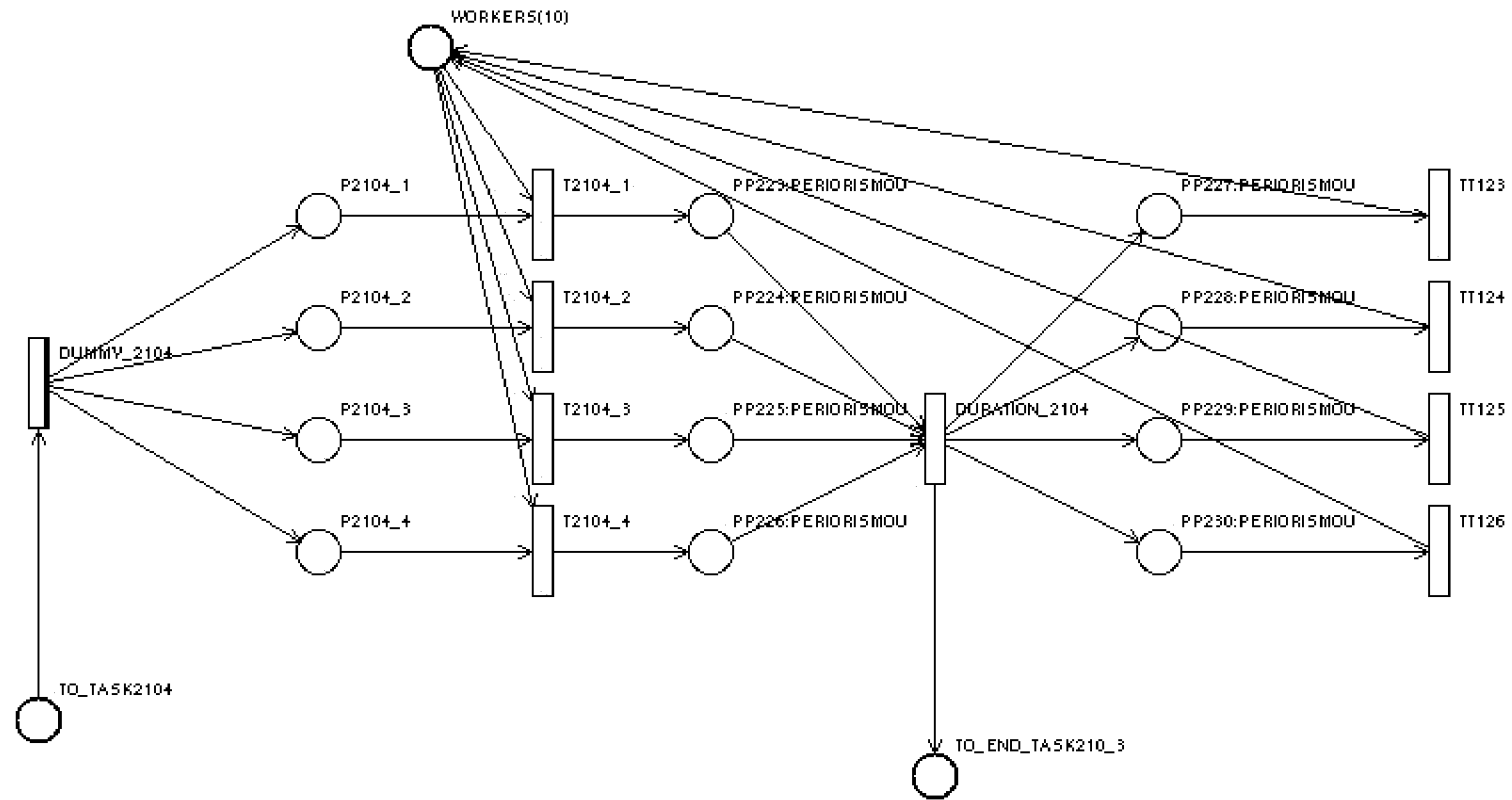 WORKERS(10)
P2104_1
T2104_1
PP223:PERIORISMOU
PP227:PERIORISMOU
TT123
P2104_2
T2104_2
PP224:PERIORISMOU
PP228:PERIORISMOU
TT124
DUMMY_2104
P2104_3
T2104_3
PP225:PERIORISMOU
DURATION_2104
PP229:PERIORISMOU
TT125
P2104_4
T2104_4
PP226:PERIORISMOU
PP230:PERIORISMOU
TT126
TO_TASK2104
TO_END_TASK210_3